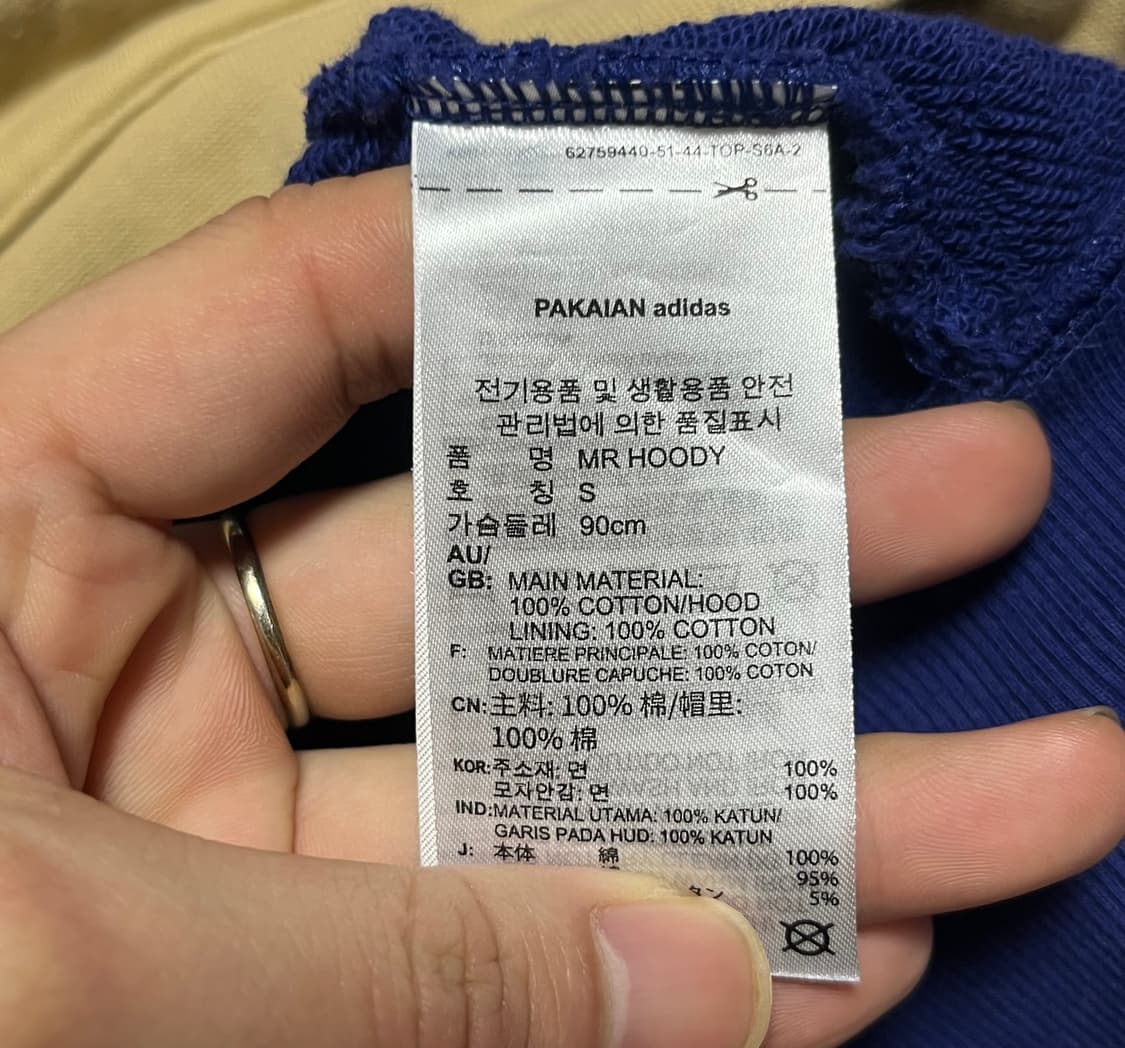 62759440-51-44-TOP-S6A-2
PAKAIAN adidas
전기용품 및 생활용품 안전
관리법에 의한 품질표시
품 명 MR HOODY
호 칭 S
가슴둘레 90cm
AU/
GB: MAIN MATERIAL:
100% COTTON/HOOD
LINING: 100% COTTON
F: MATIERE PRINCIPALE: 100% COTON/
DOUBLURE CAPUCHE: 100% COTON
CN:主料: 100% 棉/帽里:
100% 棉
KOR:주소재: 면 100%
모자안감: 면 100%
IND:MATERIAL UTAMA: 100% KATUN/
GARIS PADA HUD: 100% KATUN
J: 本体 綿 100%
95%
タン 5%